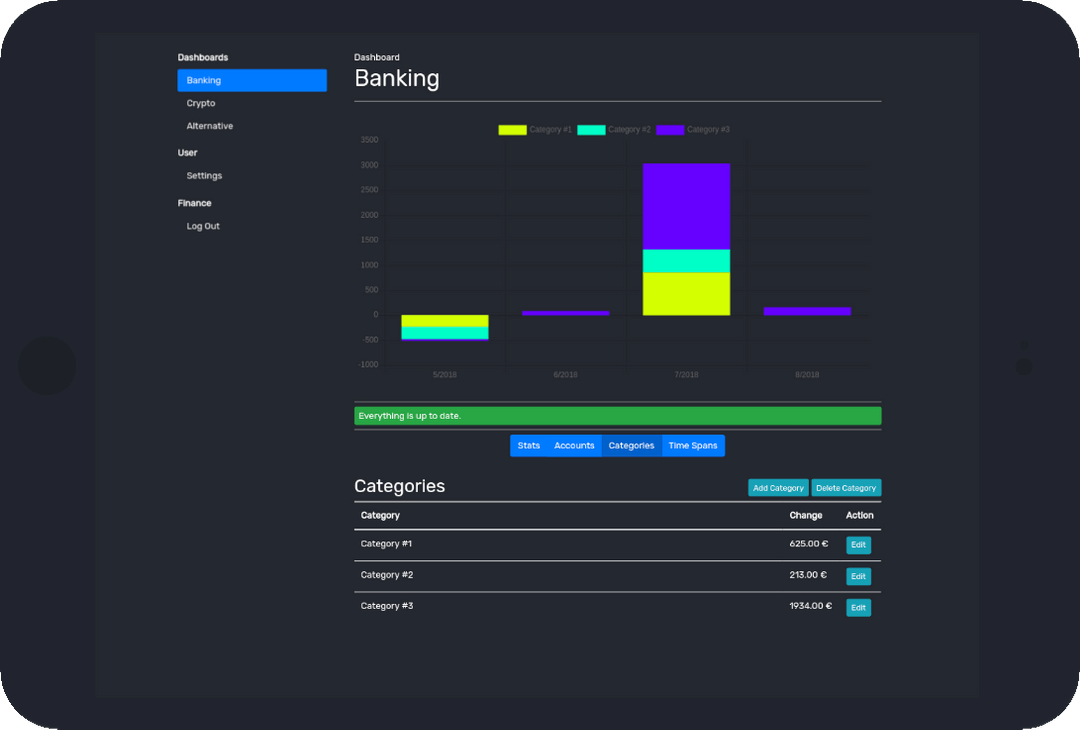 Dashboards
Banking
Crypto
Alternative
User
Settings
Finance
Log Out
Dashboard
Banking
Category #1 Category #2 Category #3
3500
3000
2500
2000
1500
1000
500
0
-500
-1000
5/2018 6/2018 7/2018 8/2018
Everything is up to date.
Stats Accounts Categories Time Spans
Categories Add Category Delete Category
Category Change Action
Category #1 625.00 € Edit
Category #2 213.00 € Edit
Category #3 1934.00 € Edit